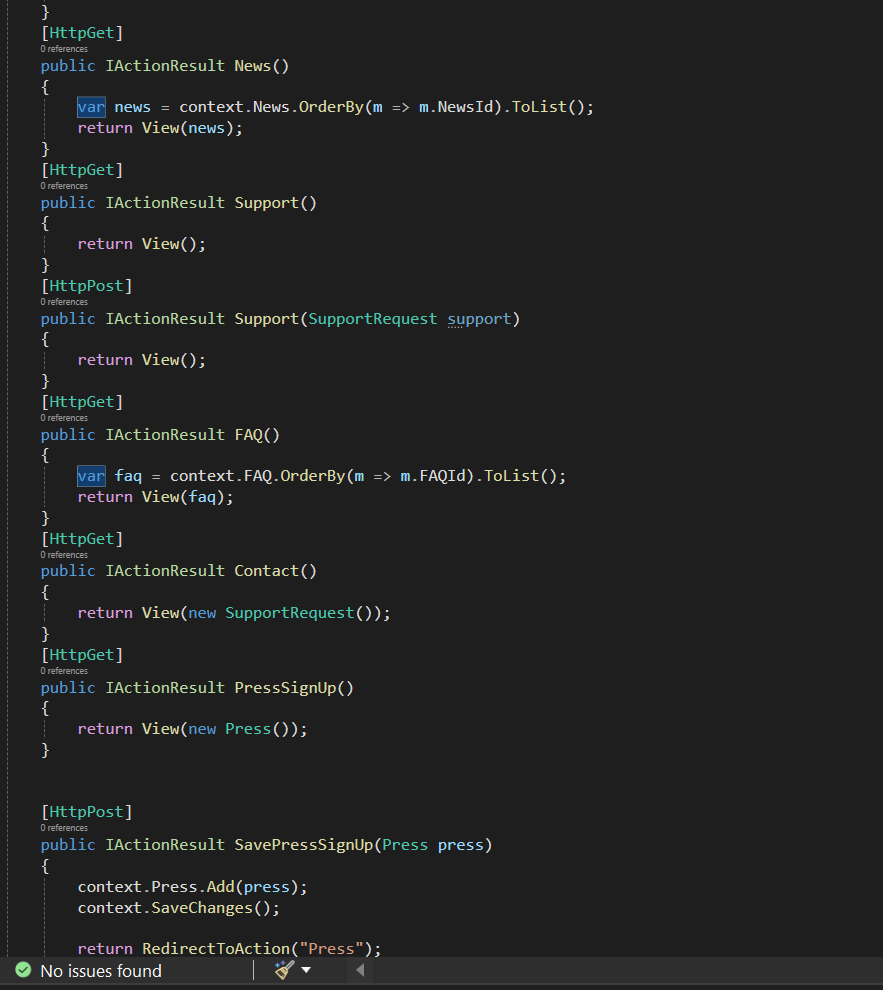 }
[HttpGet]
0 references
public IActionResult News()
{
var news = context.News.OrderBy(m => m.NewsId).ToList();
return View(news);
}
[HttpGet]
0 references
public IActionResult Support()
{
return View();
}
[HttpPost]
0 references
public IActionResult Support(SupportRequest support)
{
return View();
}
[HttpGet]
0 references
public IActionResult FAQ()
{
var faq = context.FAQ.OrderBy(m => m.FAQId).ToList();
return View(faq);
}
[HttpGet]
0 references
public IActionResult Contact()
{
return View(new SupportRequest());
}
[HttpGet]
0 references
public IActionResult PressSignUp()
{
return View(new Press());
}
[HttpPost]
0 references
public IActionResult SavePressSignUp(Press press)
{
context.Press.Add(press);
context.SaveChanges();
return RedirectToAction("Press");
No issues found